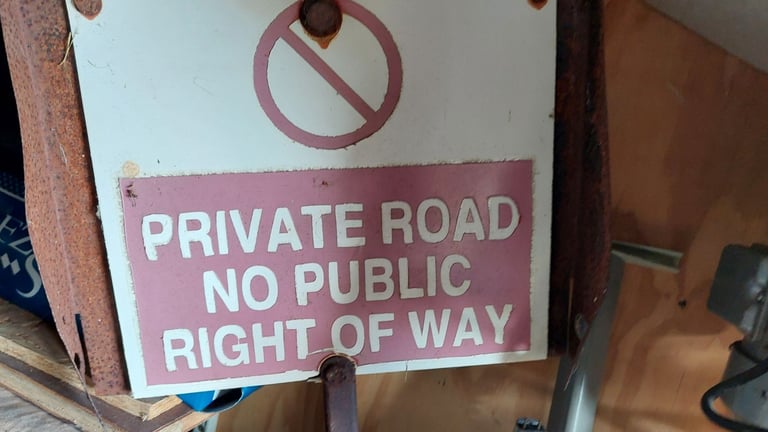 PRIVATE ROAD
NO PUBLIC
RIGHT OF WAY